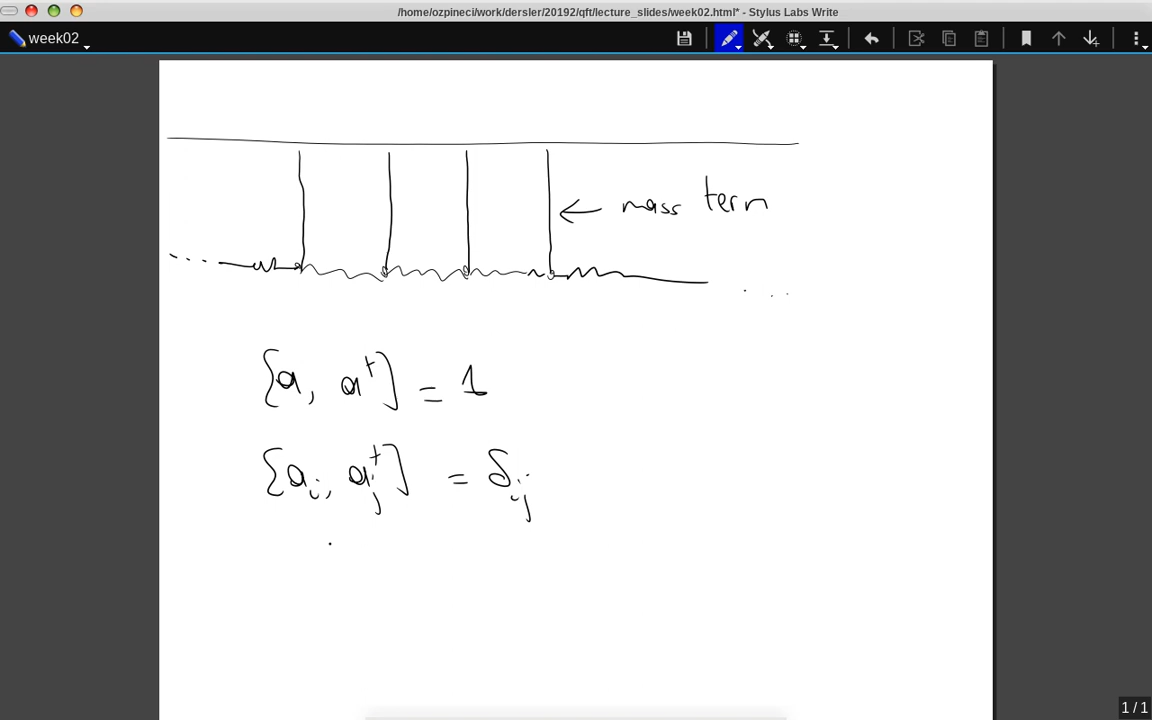 /home/ozpineci/work/dersler/20192/qft/lecture_slides/week02.html* - Stylus Labs Write
week02
← mass term
[a, a†] = 1
[ai, aj†] = δij
1 / 1